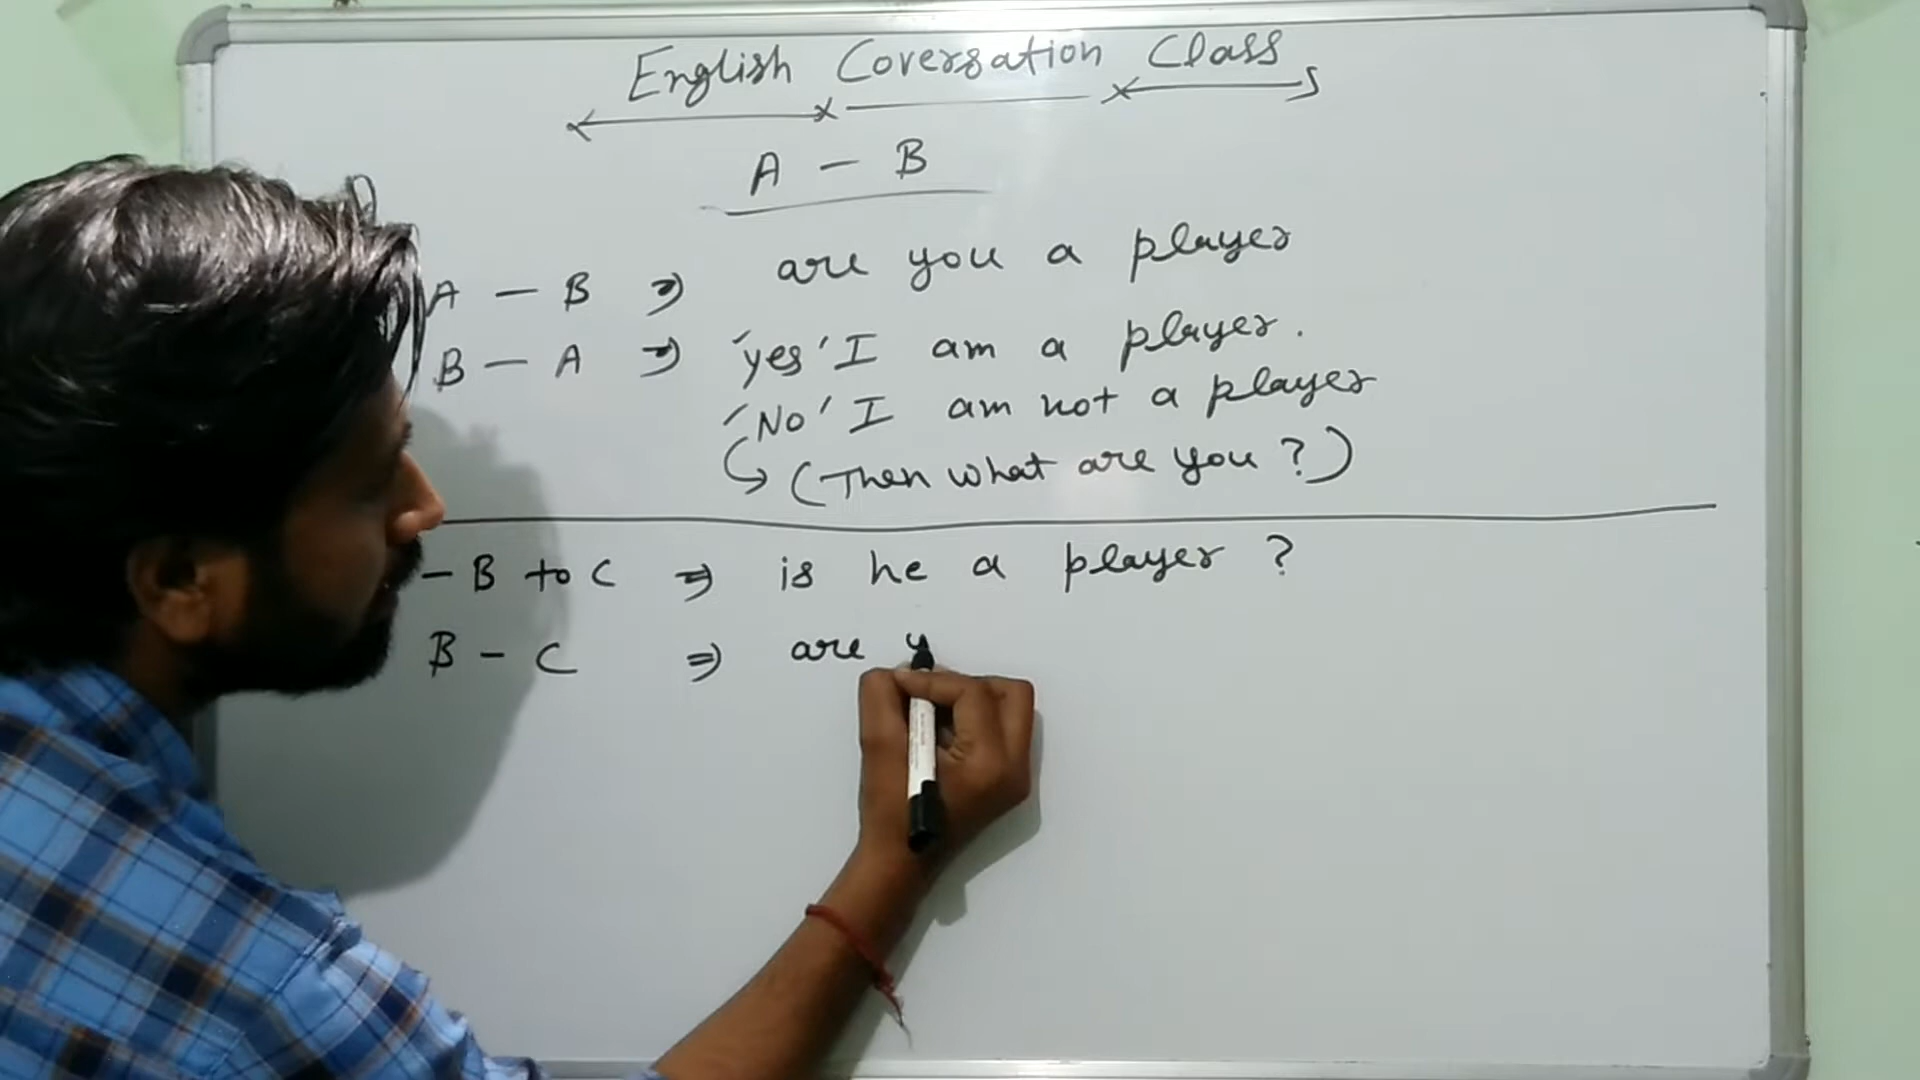 English Coversation Class
A - B
A - B ⇒ are you a player
B - A ⇒ 'yes' I am a player.
'No' I am not a player
(Then what are you ?)
- B to C ⇒ is he a player ?
B - C ⇒ are y